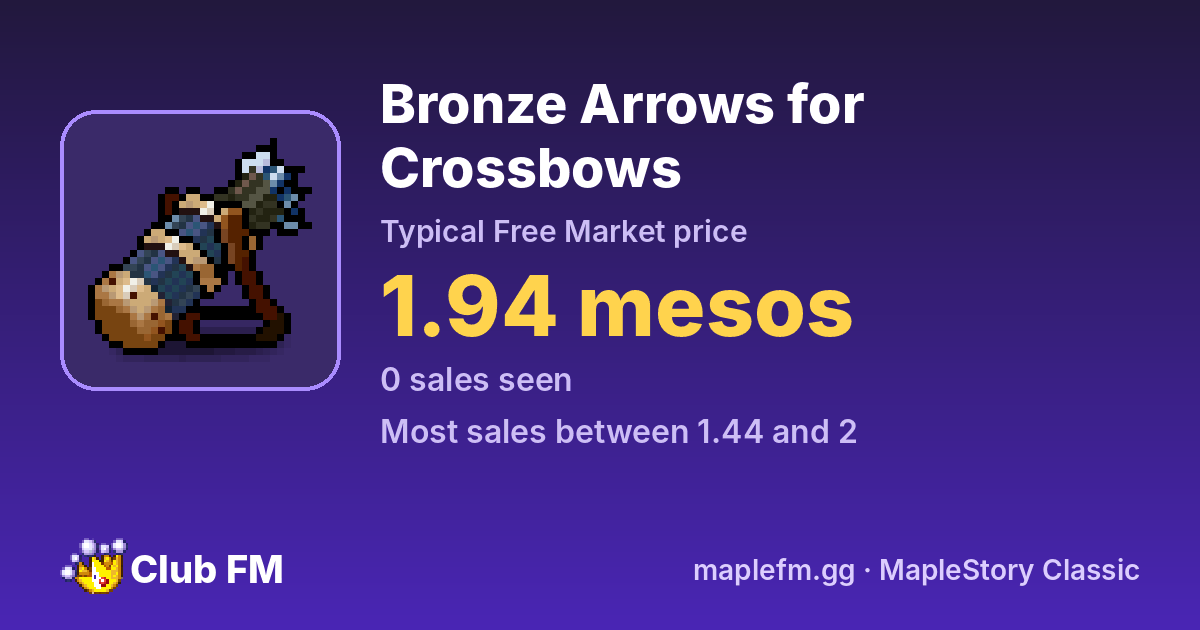 Bronze Arrows for
Crossbows
Typical Free Market price
1.94 mesos
0 sales seen
Most sales between 1.44 and 2
Club FM
maplefm.gg · MapleStory Classic